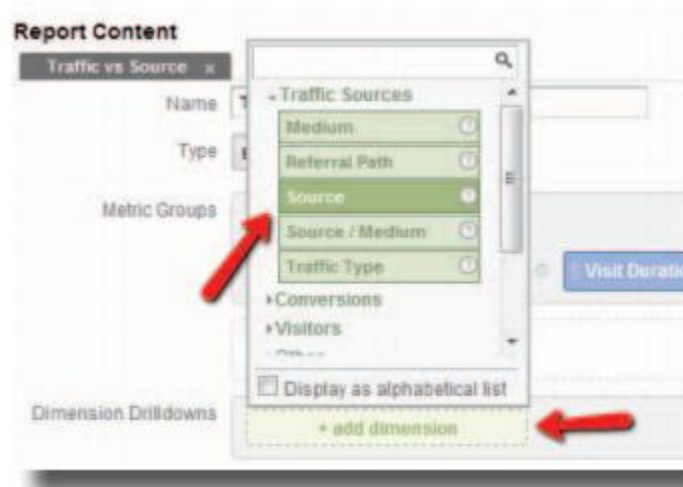 Report Content
Traffic vs Source x
Name T
Type
Traffic Sources
Medium
Referral Path
Source
Source / Medium
Traffic Type
Metric Groups
Visit Duratio
Conversions
Visitors
Display as alphabetical list
Dimension Drilldowns
+ add dimension